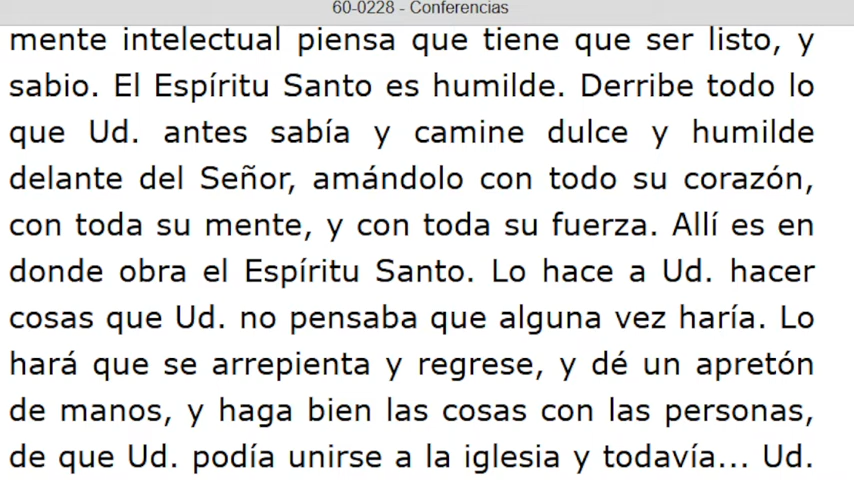 60-0228 - Conferencias
mente intelectual piensa que tiene que ser listo, y
sabio. El Espíritu Santo es humilde. Derribe todo lo
que Ud. antes sabía y camine dulce y humilde
delante del Señor, amándolo con todo su corazón,
con toda su mente, y con toda su fuerza. Allí es en
donde obra el Espíritu Santo. Lo hace a Ud. hacer
cosas que Ud. no pensaba que alguna vez haría. Lo
hará que se arrepienta y regrese, y dé un apretón
de manos, y haga bien las cosas con las personas,
de que Ud. podía unirse a la iglesia y todavía... Ud.